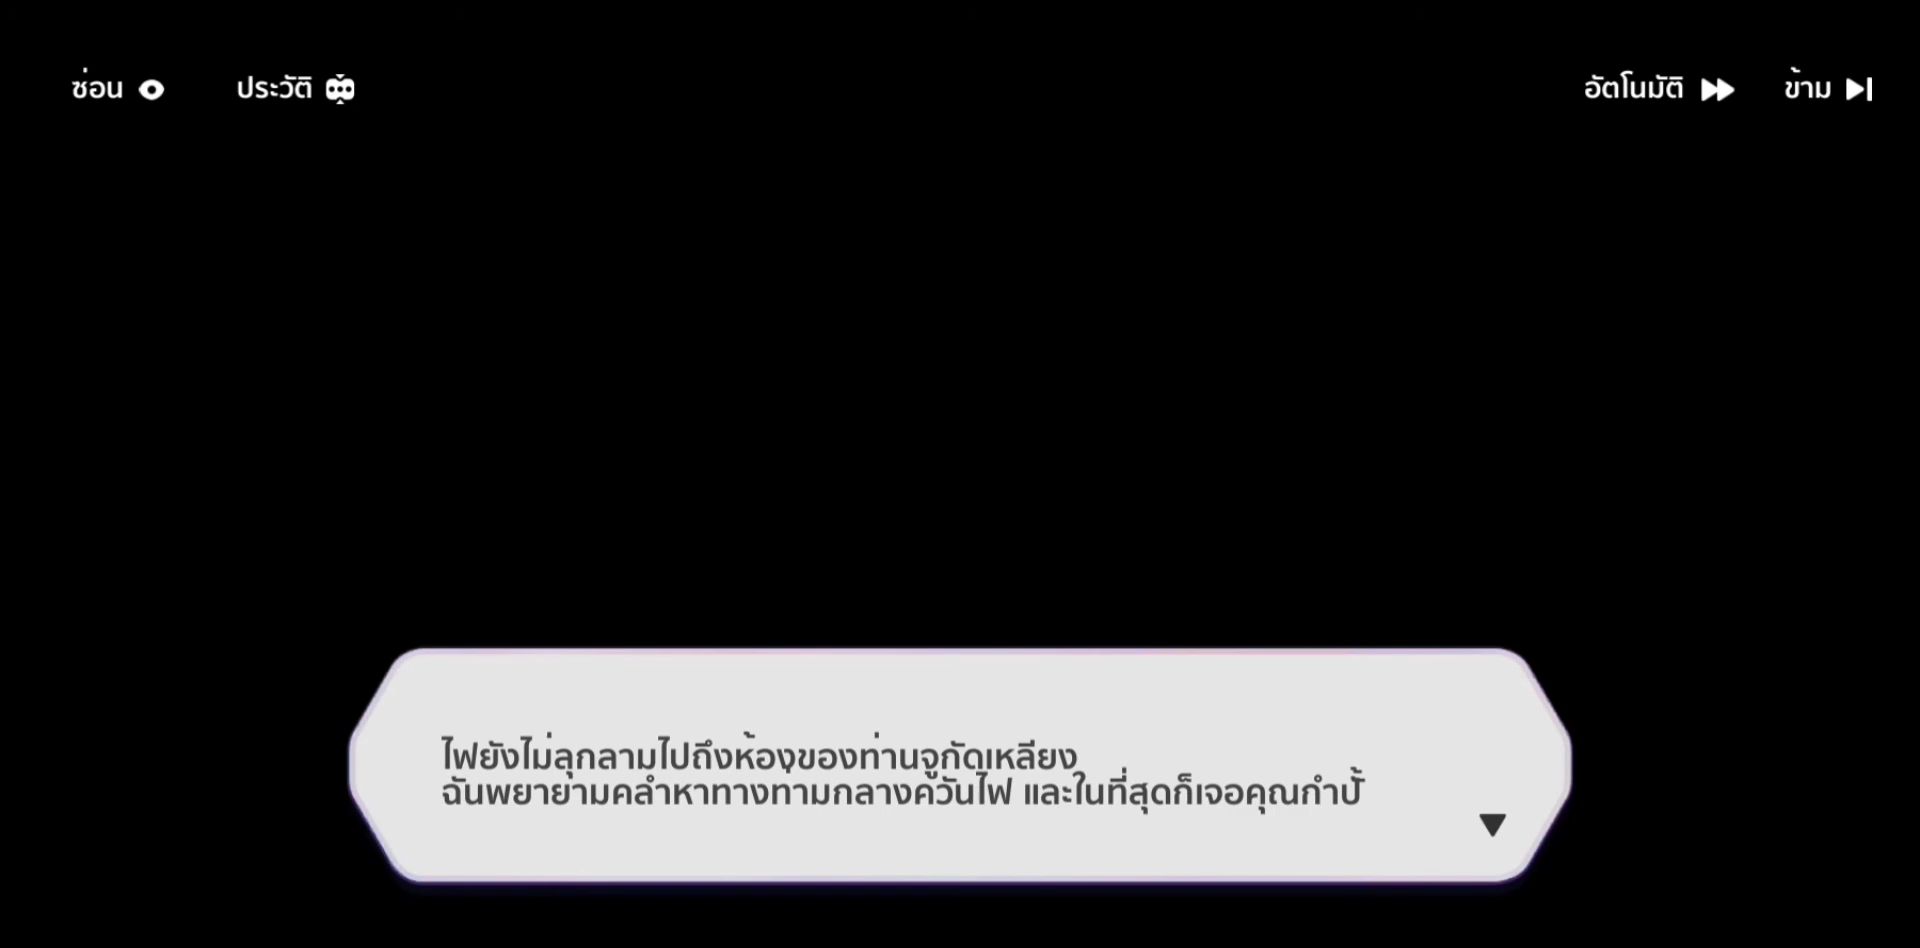 ซ่อน
ประวัติ
อัตโนมัติ
ข้าม
ไฟยังไม่ลุกลามไปถึงห้องของท่านจูกัดเหลียง
ฉันพยายามคลำหาทางทามกลางควันไฟ และในที่สุดก็เจอคุณกำปั้